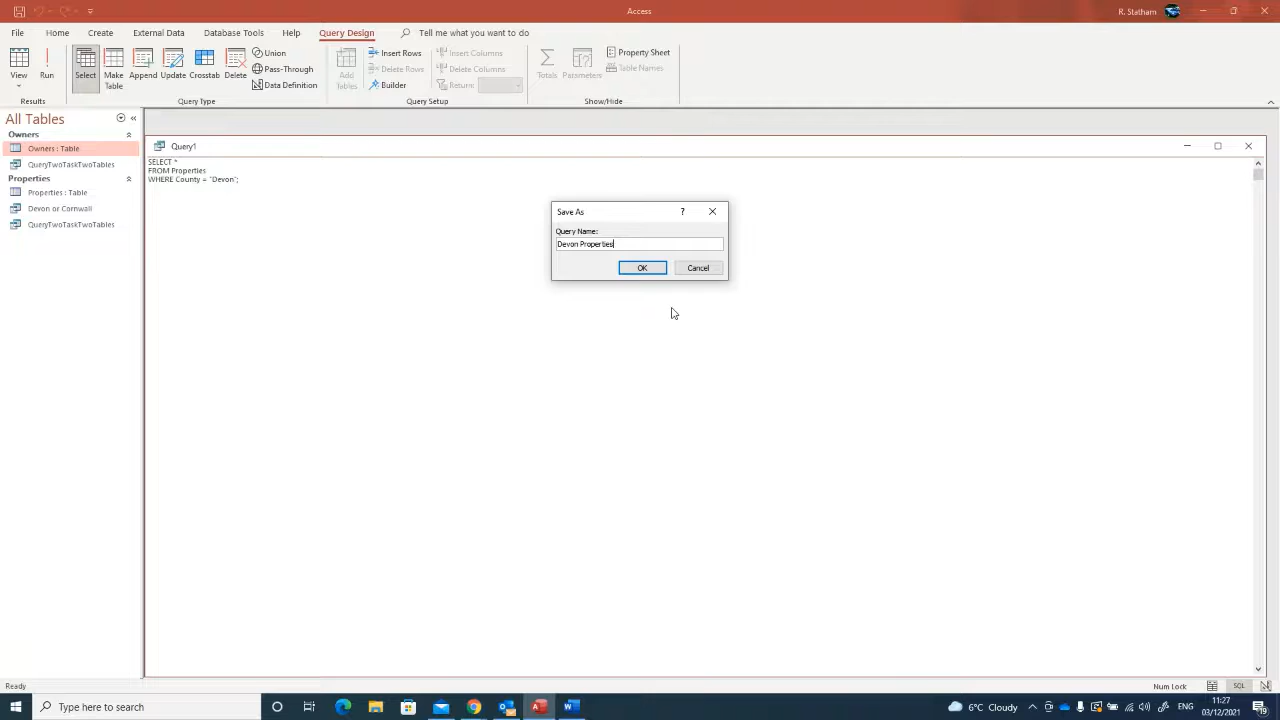 Access
R. Statham
File Home Create External Data Database Tools Help Query Design Tell me what you want to do
View Run Select Make Table Append Update Crosstab Delete
Union
Pass-Through
Data Definition
Add Tables
Insert Rows
Delete Rows
Builder
Insert Columns
Delete Columns
Return:
Totals Parameters
Property Sheet
Table Names
Results Query Type Query Setup Show/Hide
All Tables
Owners
Owners : Table
QueryTwoTaskTwoTables
Properties
Properties : Table
Devon or Cornwall
QueryTwoTaskTwoTables
Query1
SELECT *
FROM Properties
WHERE County = "Devon";
Save As ?
Query Name:
Devon Properties
OK Cancel
Ready
Num Lock
SQL
Type here to search
6°C Cloudy
ENG
11:27
03/12/2021